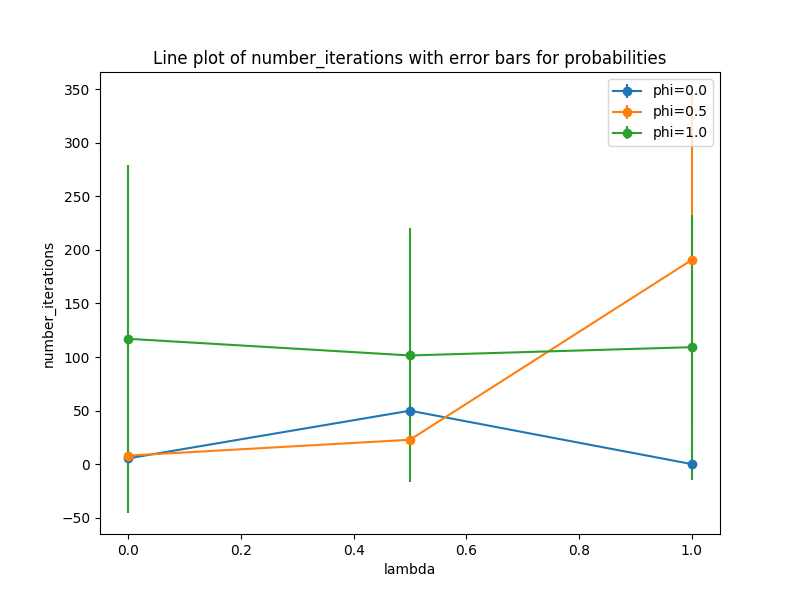 Line plot of number_iterations with error bars for probabilities
phi=0.0
phi=0.5
phi=1.0
350
300
250
200
150
100
50
0
−50
number_iterations
0.0 0.2 0.4 0.6 0.8 1.0
lambda